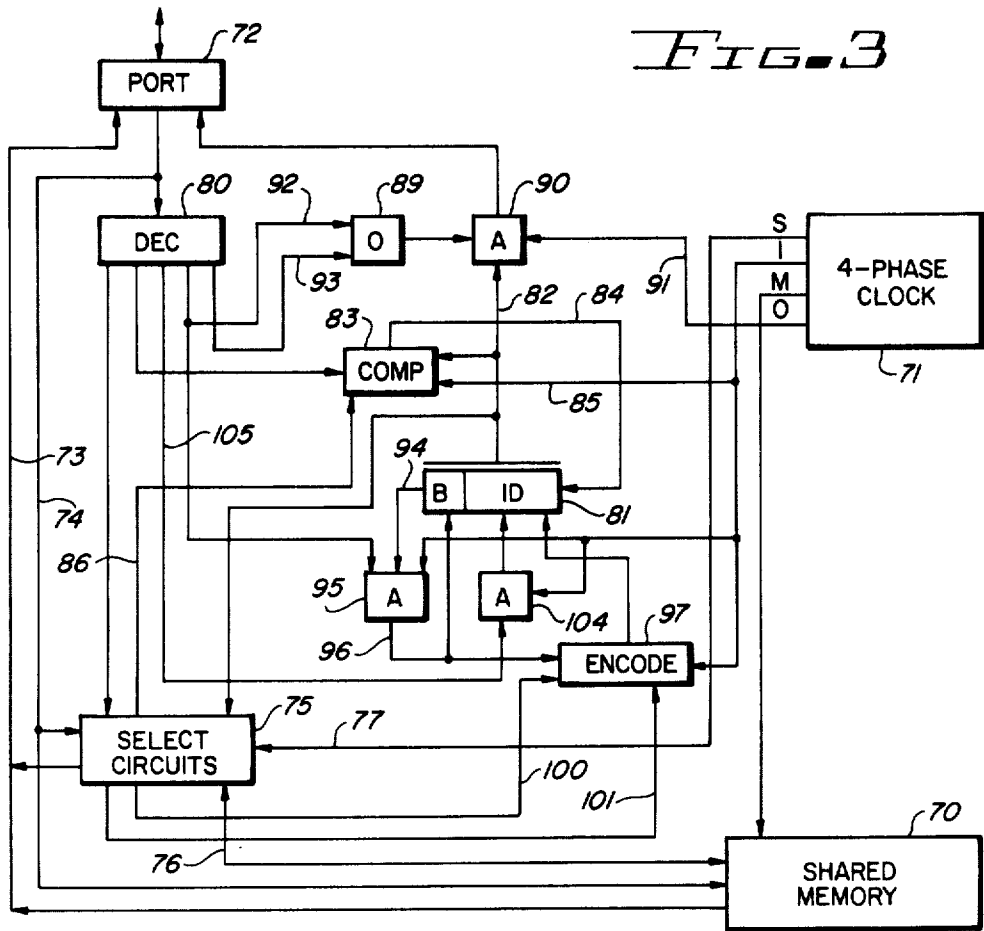 FIG. 3
72
PORT
80
DEC
92
93
89
O
90
A
91
S
I
M
O
4-PHASE
CLOCK
71
82
84
83
COMP
85
105
73
74
86
94
B
ID
81
95
A
96
A
104
97
ENCODE
75
SELECT
CIRCUITS
77
100
101
76
70
SHARED
MEMORY